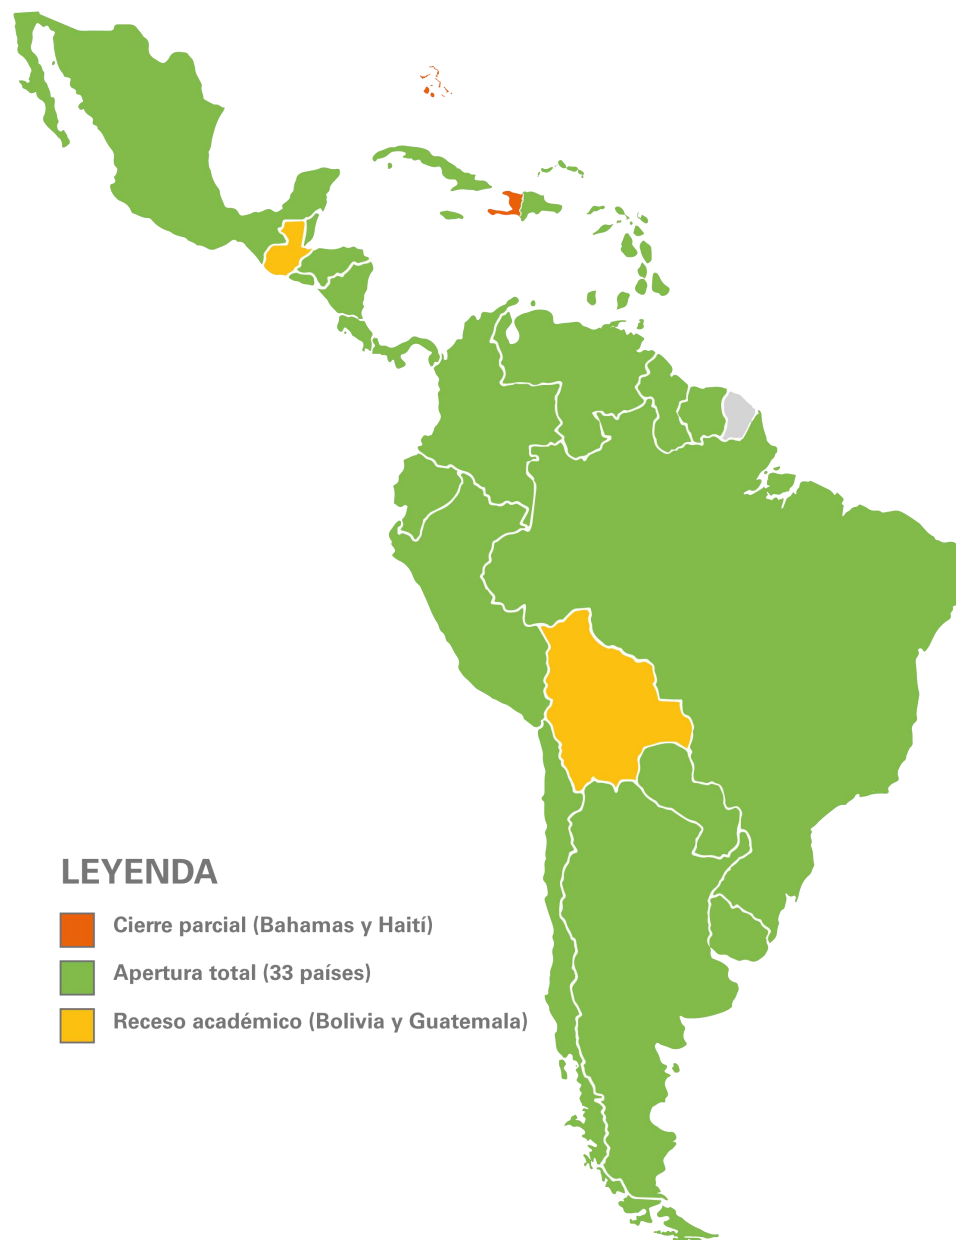 LEYENDA
Cierre parcial (Bahamas y Haití)
Apertura total (33 países)
Receso académico (Bolivia y Guatemala)